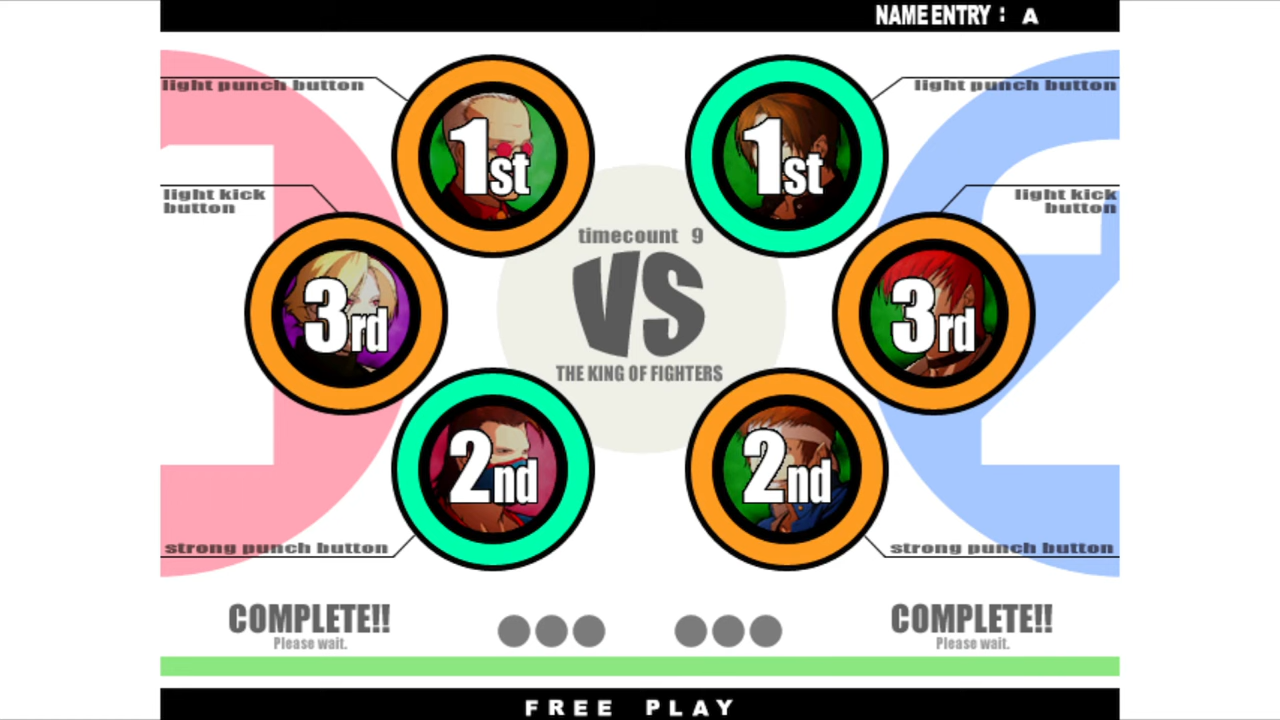 NAME ENTRY : A
light punch button
light punch button
1st
1st
light kick
button
light kick
button
timecount 9
VS
THE KING OF FIGHTERS
3rd
3rd
2nd
2nd
strong punch button
strong punch button
COMPLETE!!
Please wait.
COMPLETE!!
Please wait.
FREE PLAY